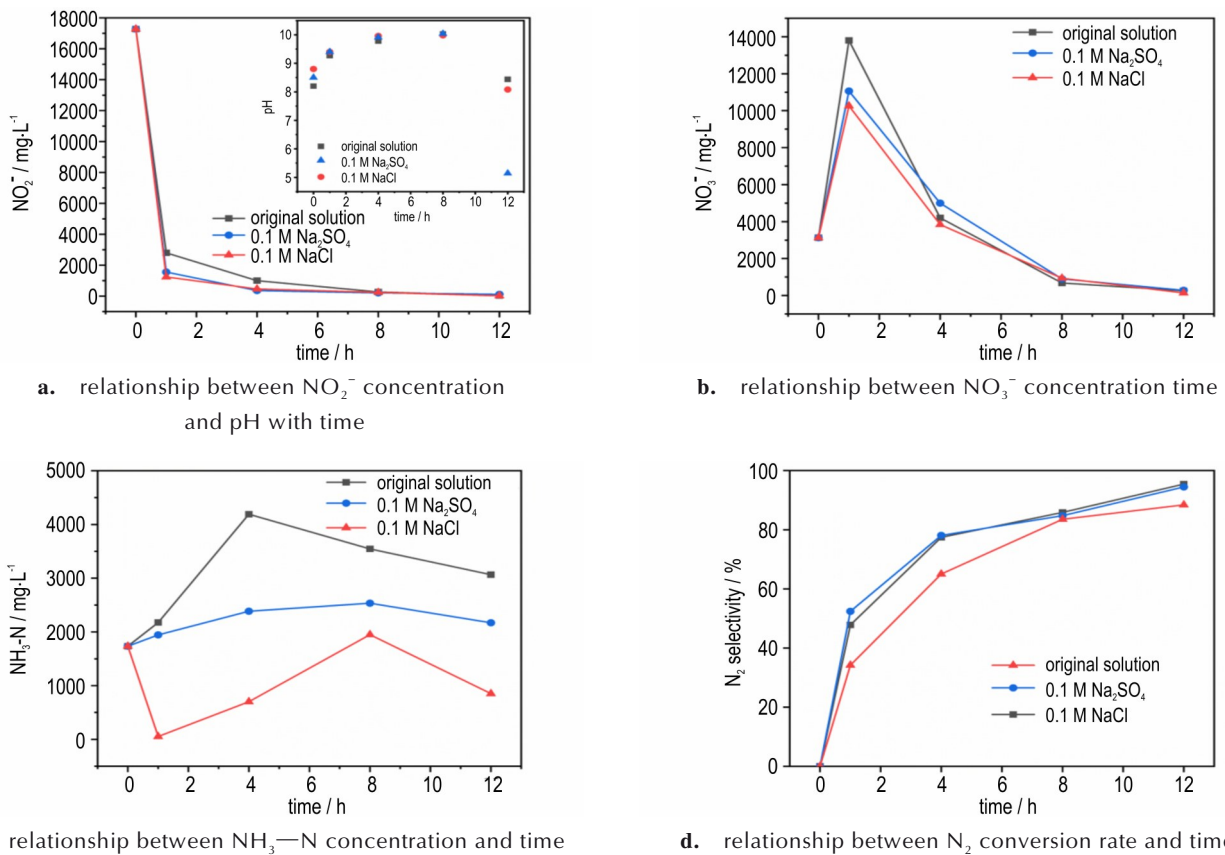 18000
16000
14000
12000
10000
8000
6000
4000
2000
0
NO₂⁻ / mg·L⁻¹
0 2 4 6 8 10 12
time / h
original solution
0.1 M Na₂SO₄
0.1 M NaCl
10
9
8
7
6
5
pH
original solution
0.1 M Na₂SO₄
0.1 M NaCl
0 2 4 6 8 10 12
time / h
a. relationship between NO₂⁻ concentration
and pH with time
14000
12000
10000
8000
6000
4000
2000
0
NO₃⁻ / mg·L⁻¹
original solution
0.1 M Na₂SO₄
0.1 M NaCl
0 2 4 6 8 10 12
time / h
b. relationship between NO₃⁻ concentration time
5000
4000
3000
2000
1000
0
NH₃-N / mg·L⁻¹
original solution
0.1 M Na₂SO₄
0.1 M NaCl
0 2 4 6 8 10 12
time / h
relationship between NH₃—N concentration and time
100
80
60
40
20
0
N₂ selectivity / %
original solution
0.1 M Na₂SO₄
0.1 M NaCl
0 2 4 6 8 10 12
time / h
d. relationship between N₂ conversion rate and time